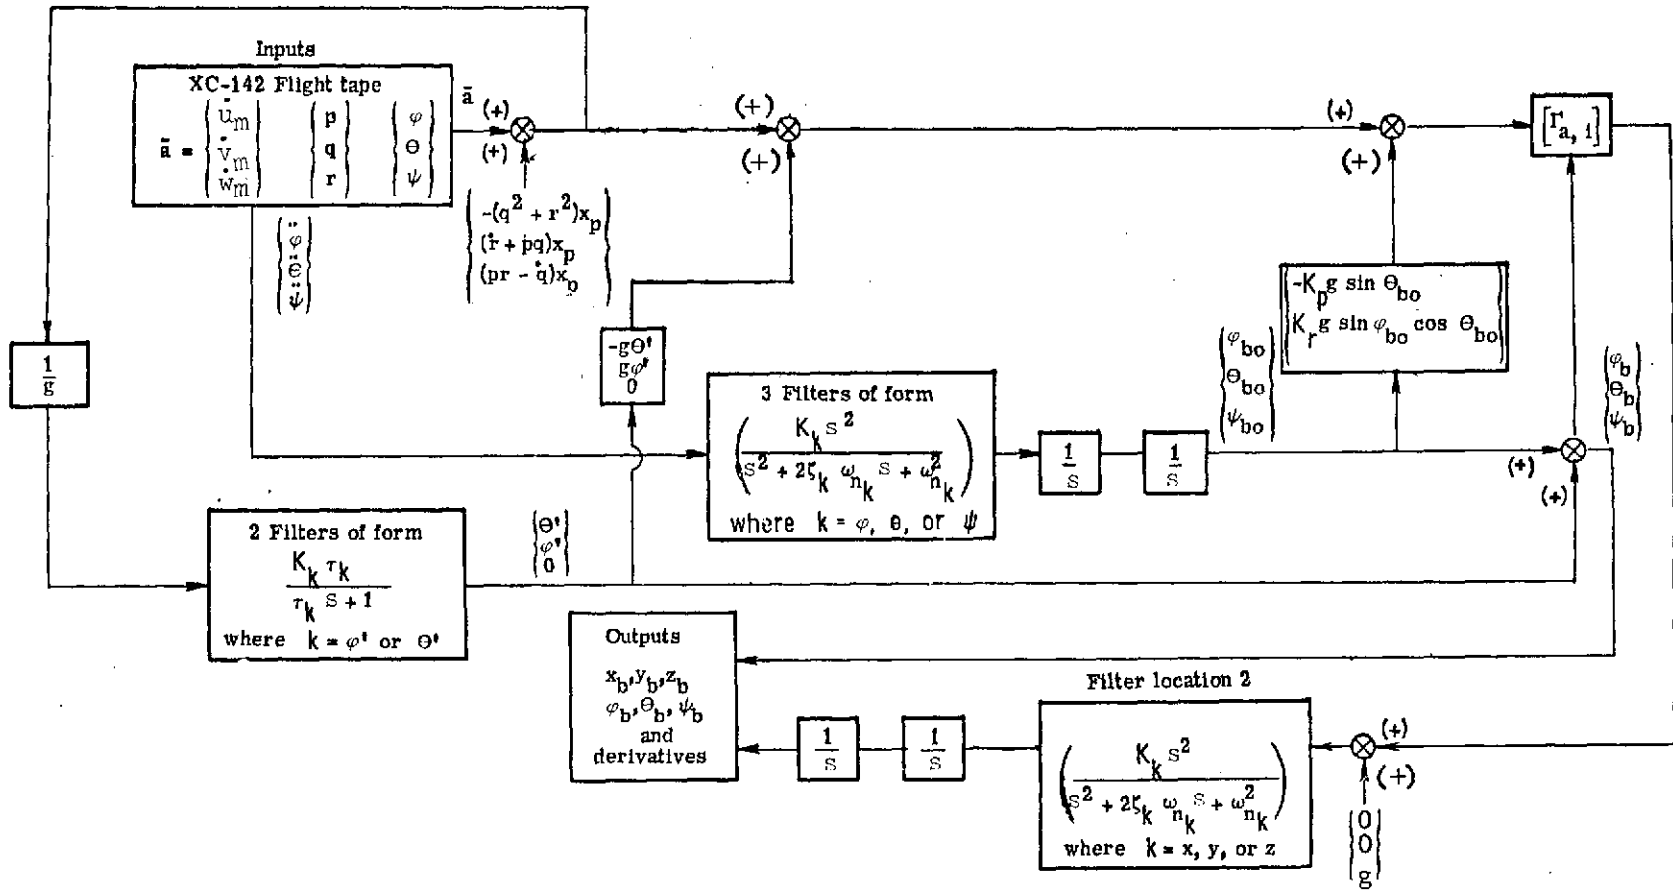 Inputs
XC-142 Flight tape
ā = {u̇m p φ
v̇m q Θ
ẇm} r ψ
ā
(+)
(+)
-(q² + r²)xp
(ṙ + pq)xp
(pr - q̇)xp
φ̈
Θ̈
ψ̈
(+)
(+)
(+)
(+)
[Γa, 1]
1/g
-gΘ'
gφ'
0
-Kp g sin Θbo
Kr g sin φbo cos Θbo
φbo
Θbo
ψbo
φb
Θb
ψb
3 Filters of form
(Kk s² / s² + 2ζk ωnk s + ω²nk)
where k = φ, Θ, or ψ
1/s
1/s
(+)
(+)
2 Filters of form
Kk τk / τk s + 1
where k = φ' or Θ'
Θ'
φ'
0
Outputs
xb, yb, zb
φb, Θb, ψb
and
derivatives
1/s
1/s
Filter location 2
(Kk s² / s² + 2ζk ωnk s + ω²nk)
where k = x, y, or z
(+)
(+)
0
0
g